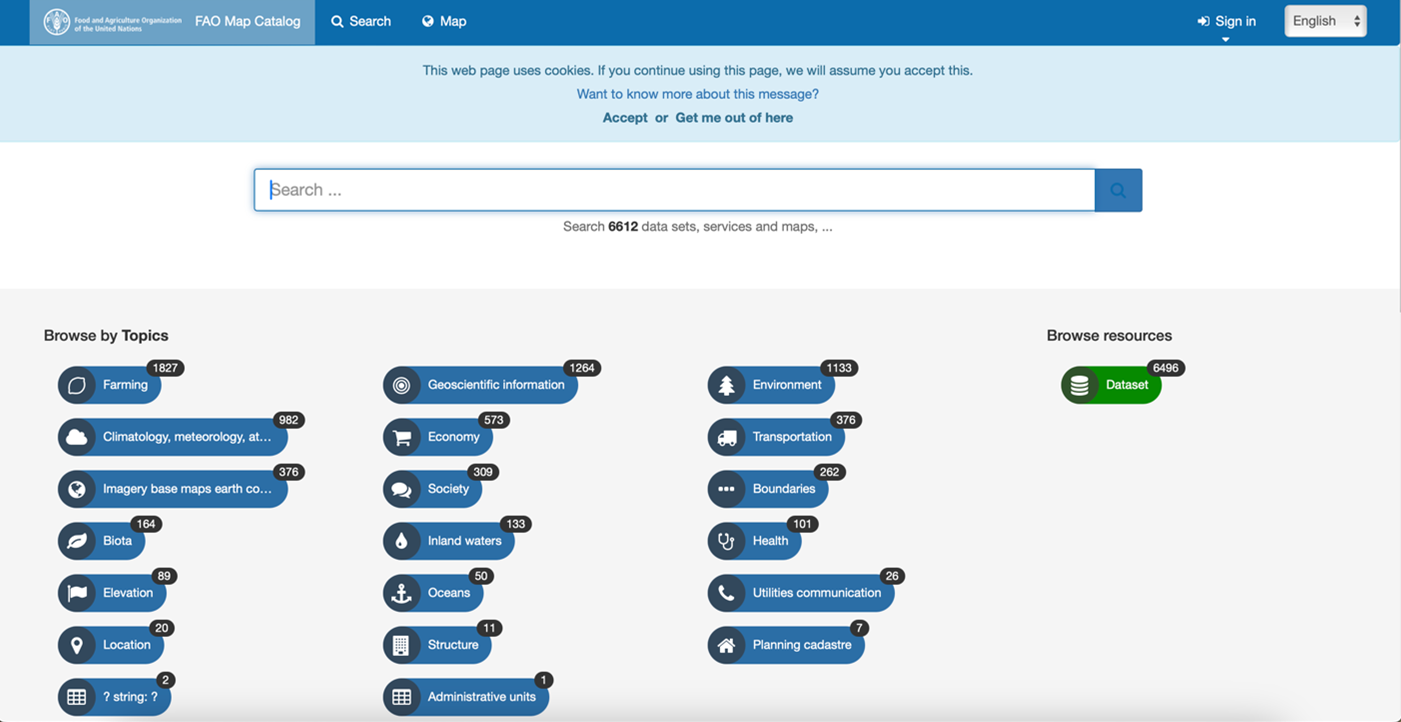 Food and Agriculture Organization
of the United Nations
FAO Map Catalog
Search
Map
Sign in
English
This web page uses cookies. If you continue using this page, we will assume you accept this.
Want to know more about this message?
Accept or Get me out of here
Search ...
Search 6612 data sets, services and maps, ...
Browse by Topics
Browse resources
Farming 1827
Geoscientific information 1264
Environment 1133
Dataset 6496
Climatology, meteorology, at... 982
Economy 573
Transportation 376
Imagery base maps earth co... 376
Society 309
Boundaries 262
Biota 164
Inland waters 133
Health 101
Elevation 89
Oceans 50
Utilities communication 26
Location 20
Structure 11
Planning cadastre 7
? string: ? 2
Administrative units 1